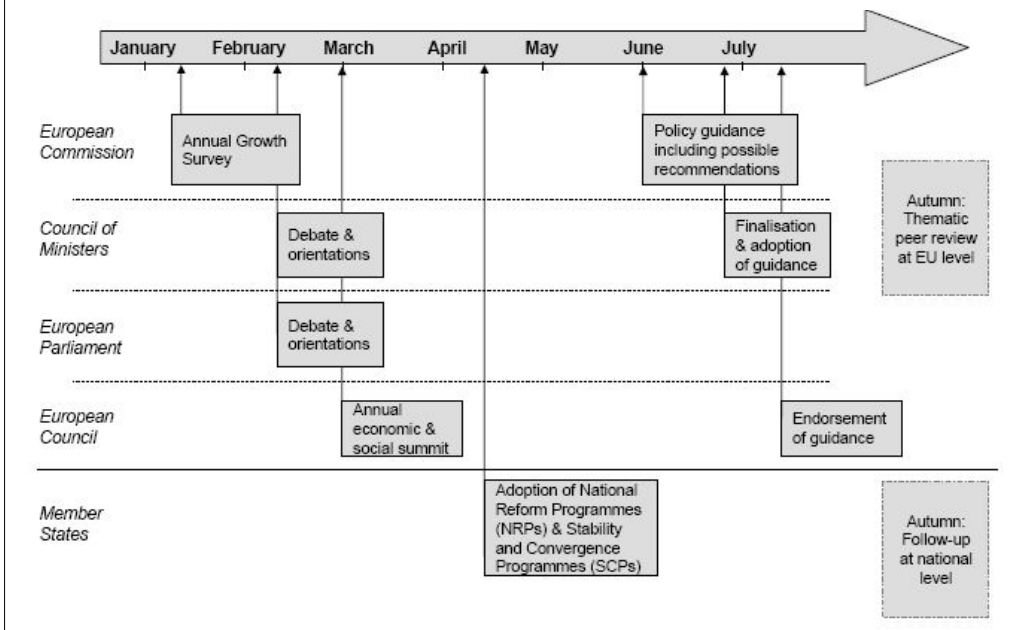 January February March April May June July
European
Commission
Annual Growth
Survey
Policy guidance
including possible
recommendations
Autumn:
Thematic
peer review
at EU level
Council of
Ministers
Debate &
orientations
Finalisation
& adoption
of guidance
European
Parliament
Debate &
orientations
European
Council
Annual
economic &
social summit
Endorsement
of guidance
Member
States
Adoption of National
Reform Programmes
(NRPs) & Stability
and Convergence
Programmes (SCPs)
Autumn:
Follow-up
at national
level